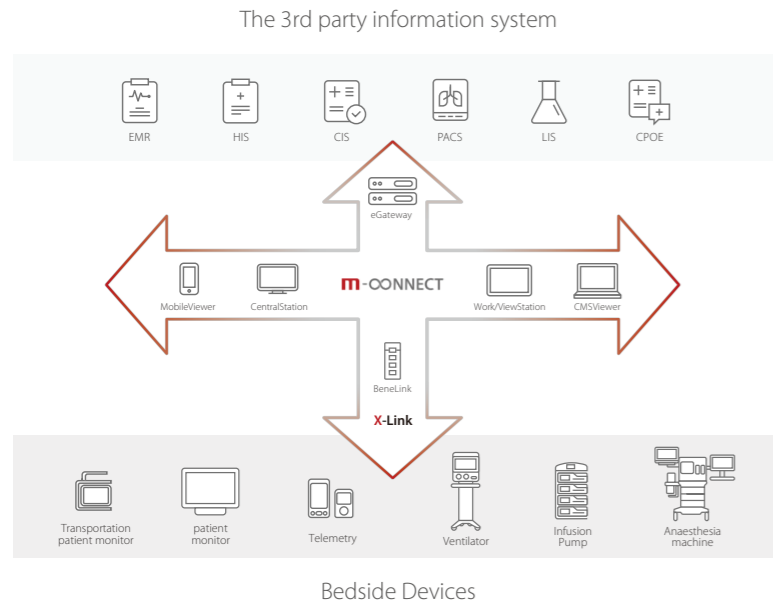 The 3rd party information system
EMR
HIS
CIS
PACS
LIS
CPOE
eGateway
MobileViewer
CentralStation
m-CONNECT
Work/ViewStation
CMSViewer
BeneLink
X-Link
Transportation
patient monitor
patient
monitor
Telemetry
Ventilator
Infusion
Pump
Anaesthesia
machine
Bedside Devices